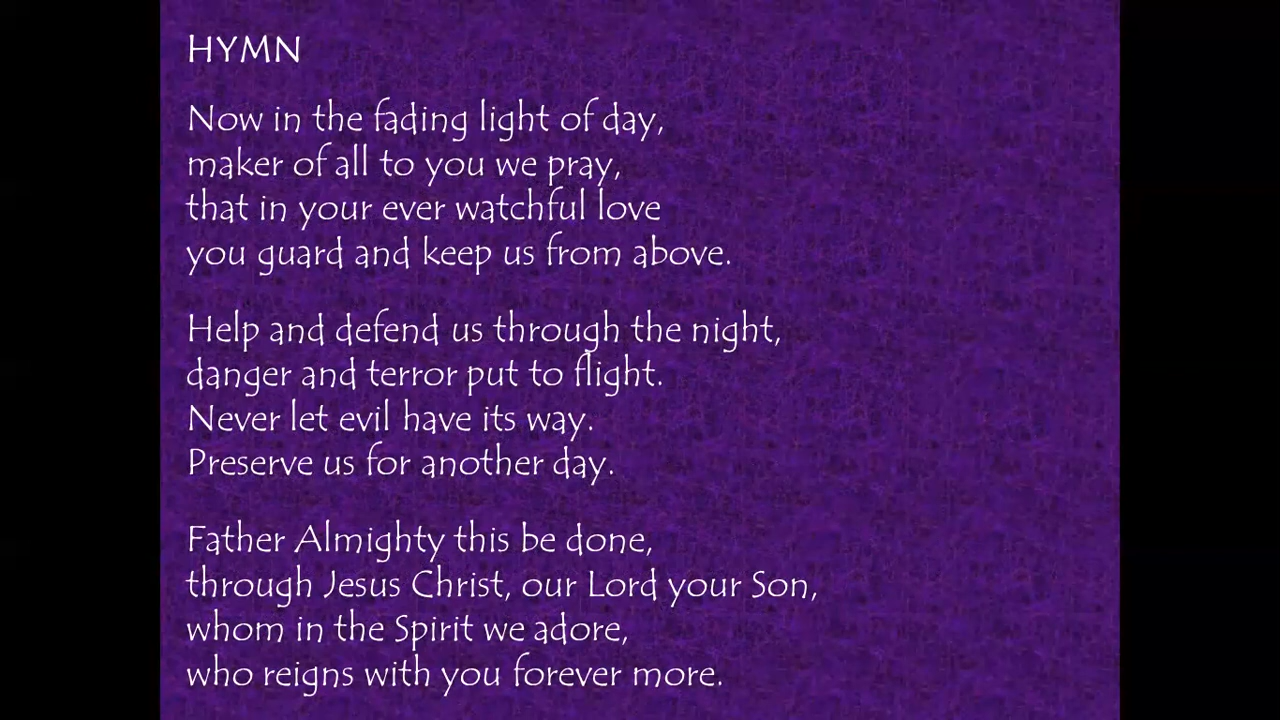 HYMN
Now in the fading light of day,
maker of all to you we pray,
that in your ever watchful love
you guard and keep us from above.
Help and defend us through the night,
danger and terror put to flight.
Never let evil have its way.
Preserve us for another day.
Father Almighty this be done,
through Jesus Christ, our Lord your Son,
whom in the Spirit we adore,
who reigns with you forever more.